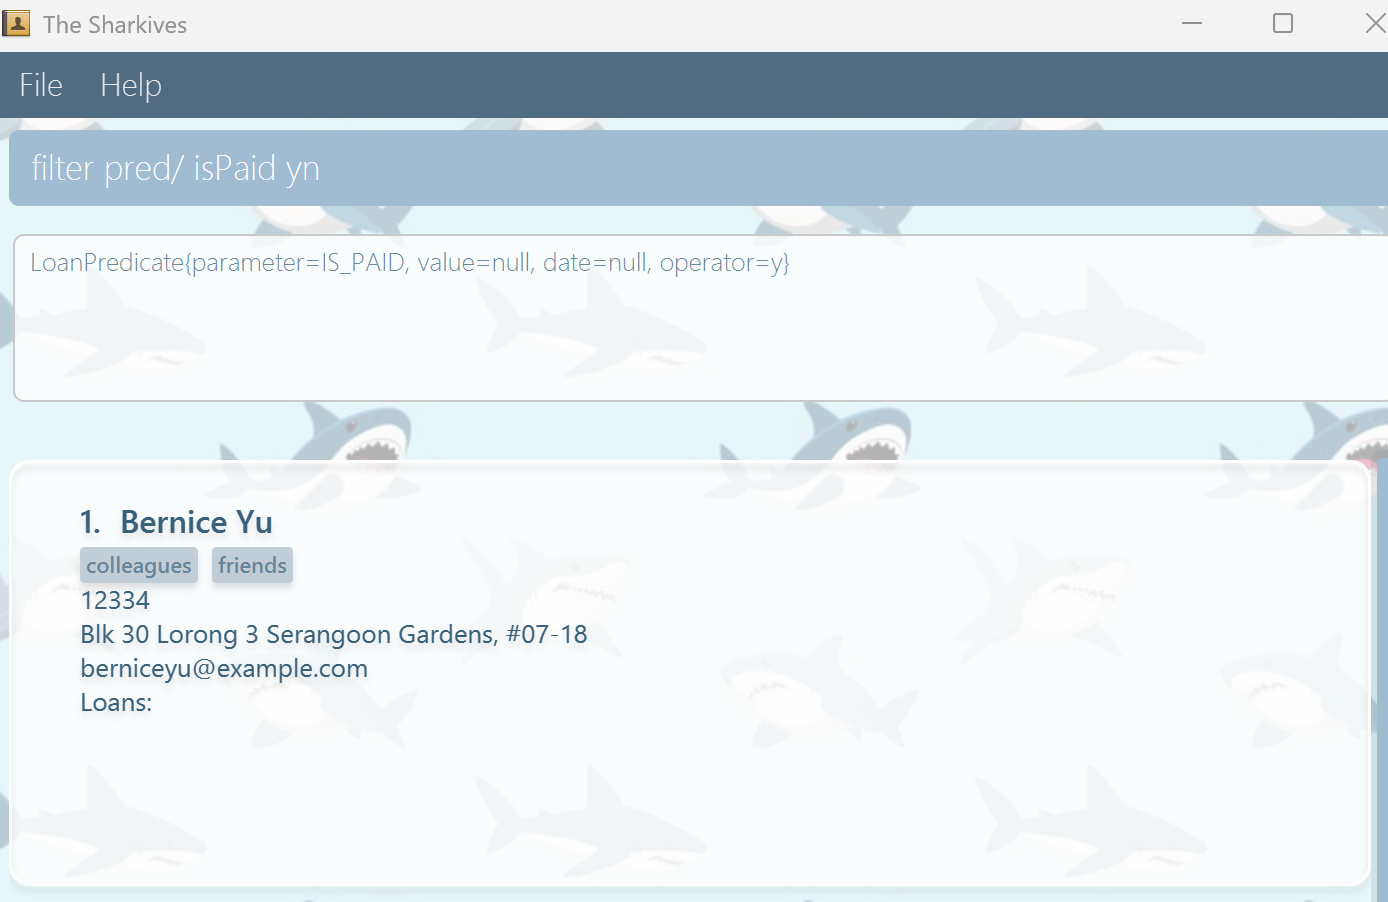 The Sharkives
File Help
filter pred/ isPaid yn
LoanPredicate{parameter=IS_PAID, value=null, date=null, operator=y}
1. Bernice Yu
colleagues friends
12334
Blk 30 Lorong 3 Serangoon Gardens, #07-18
berniceyu@example.com
Loans: